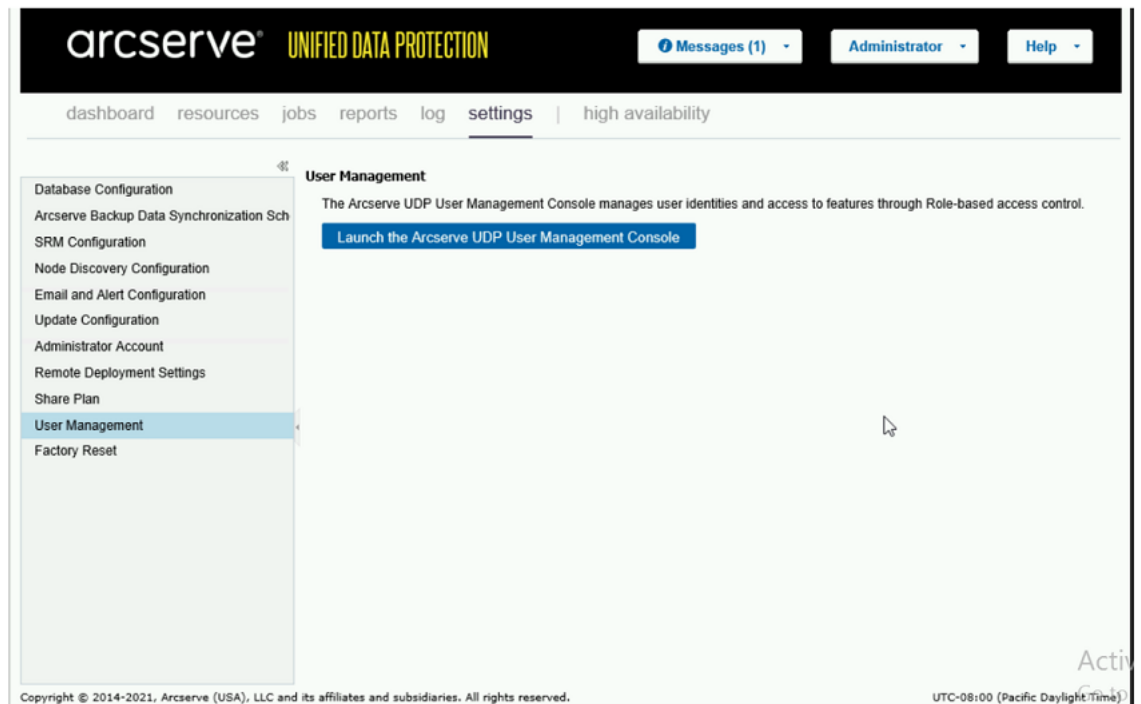 arcserve® UNIFIED DATA PROTECTION Messages (1) Administrator Help
dashboard resources jobs reports log settings | high availability
Database Configuration
Arcserve Backup Data Synchronization Sch
SRM Configuration
Node Discovery Configuration
Email and Alert Configuration
Update Configuration
Administrator Account
Remote Deployment Settings
Share Plan
User Management
Factory Reset
User Management
The Arcserve UDP User Management Console manages user identities and access to features through Role-based access control.
Launch the Arcserve UDP User Management Console
Activ
Go to
Copyright © 2014-2021, Arcserve (USA), LLC and its affiliates and subsidiaries. All rights reserved.
UTC-08:00 (Pacific Daylight Time)